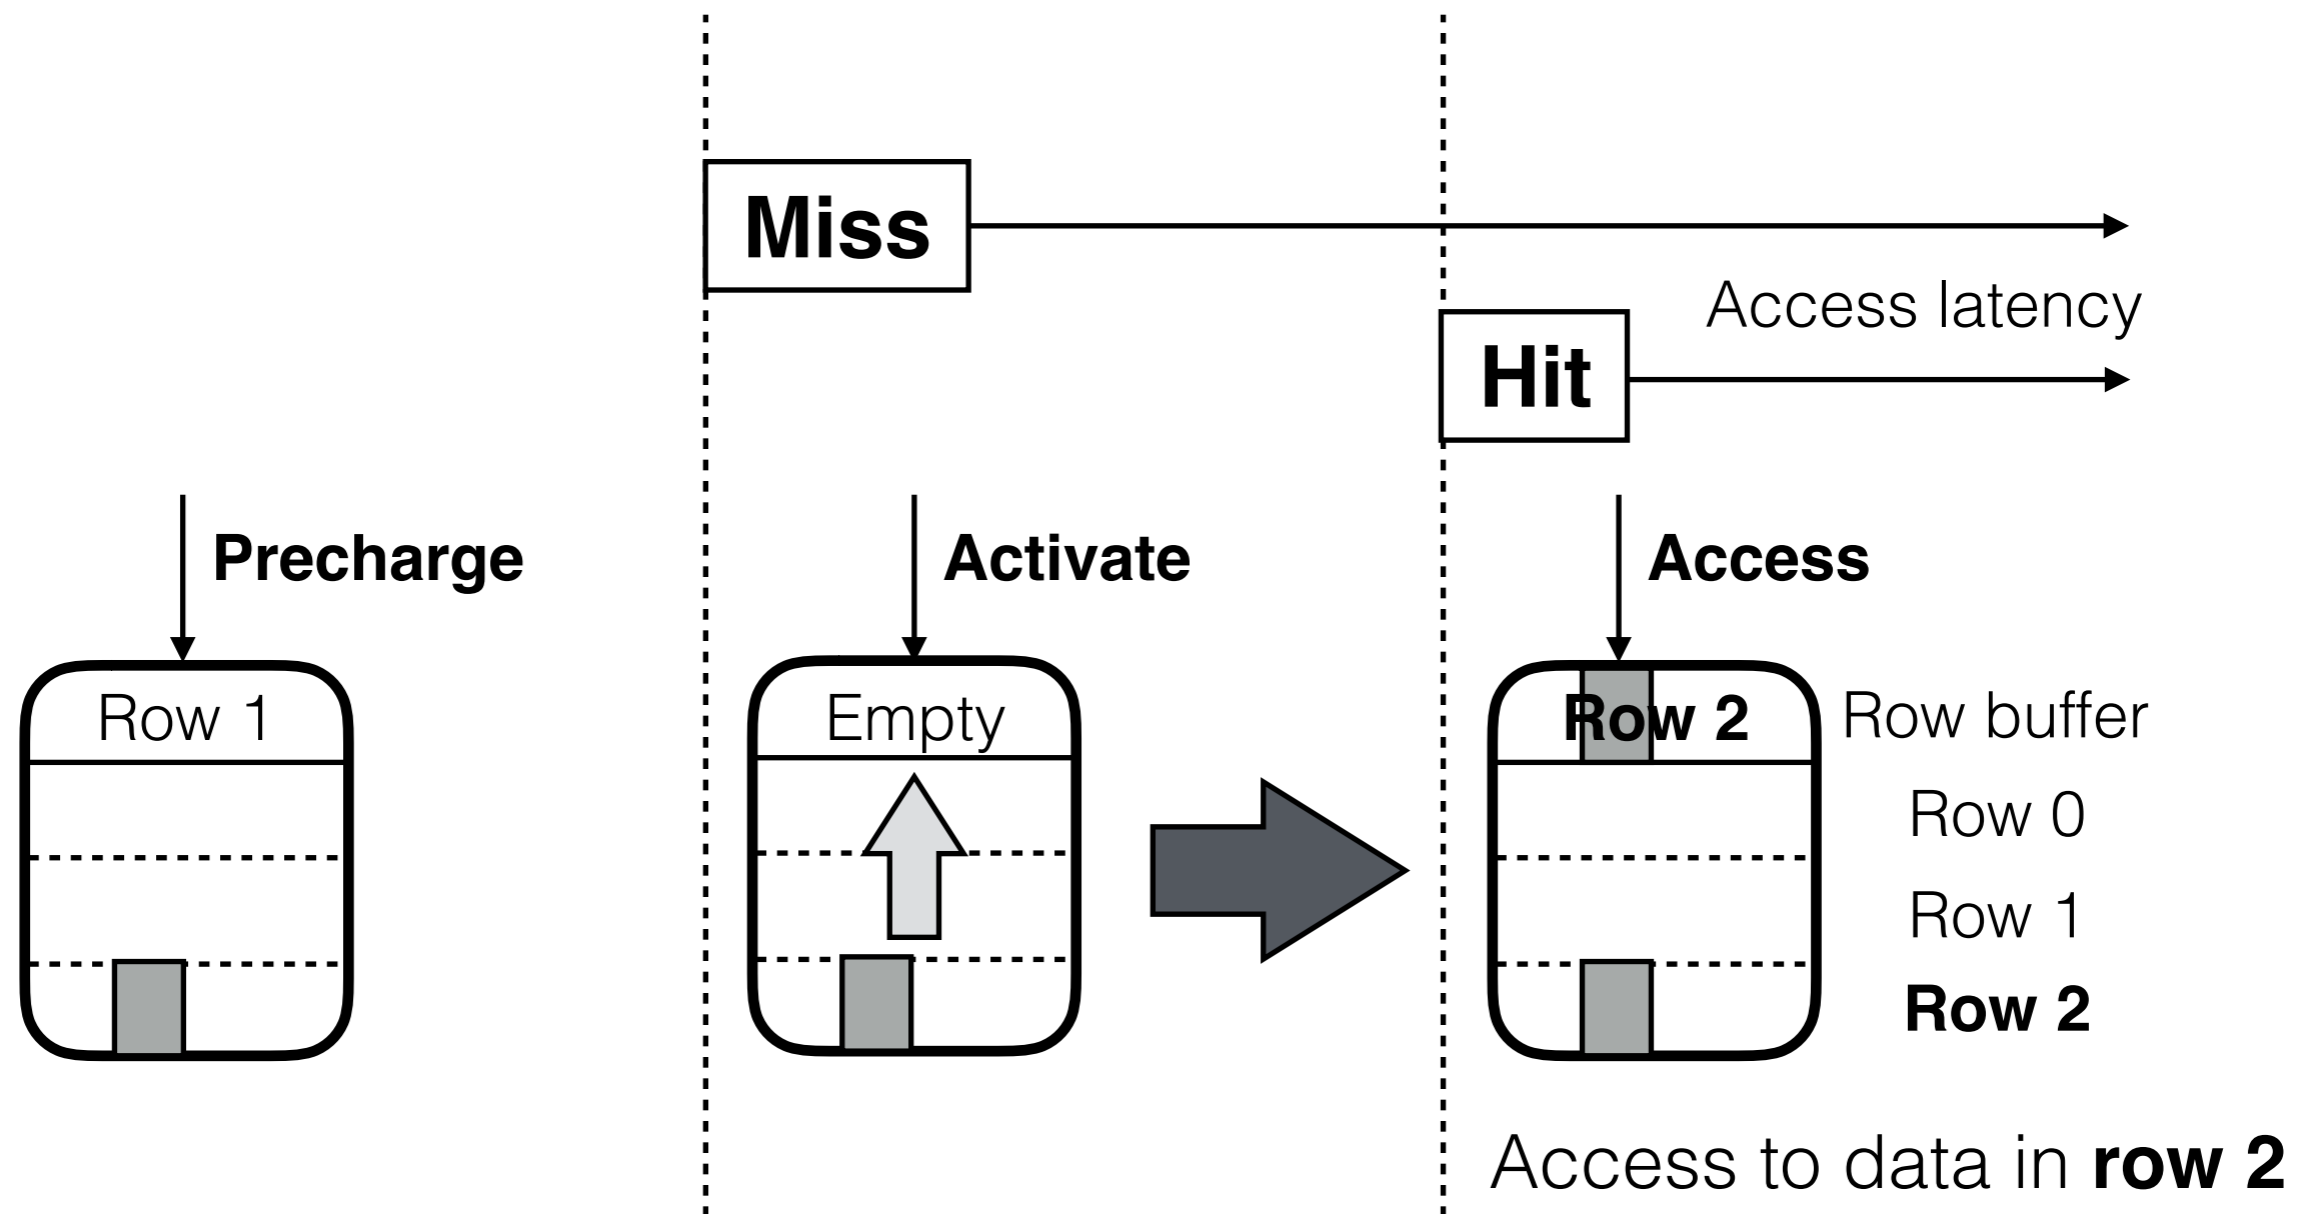 Miss
Access latency
Hit
Precharge
Activate
Access
Row 1
Empty
Row 2
Row buffer
Row 0
Row 1
Row 2
Access to data in row 2